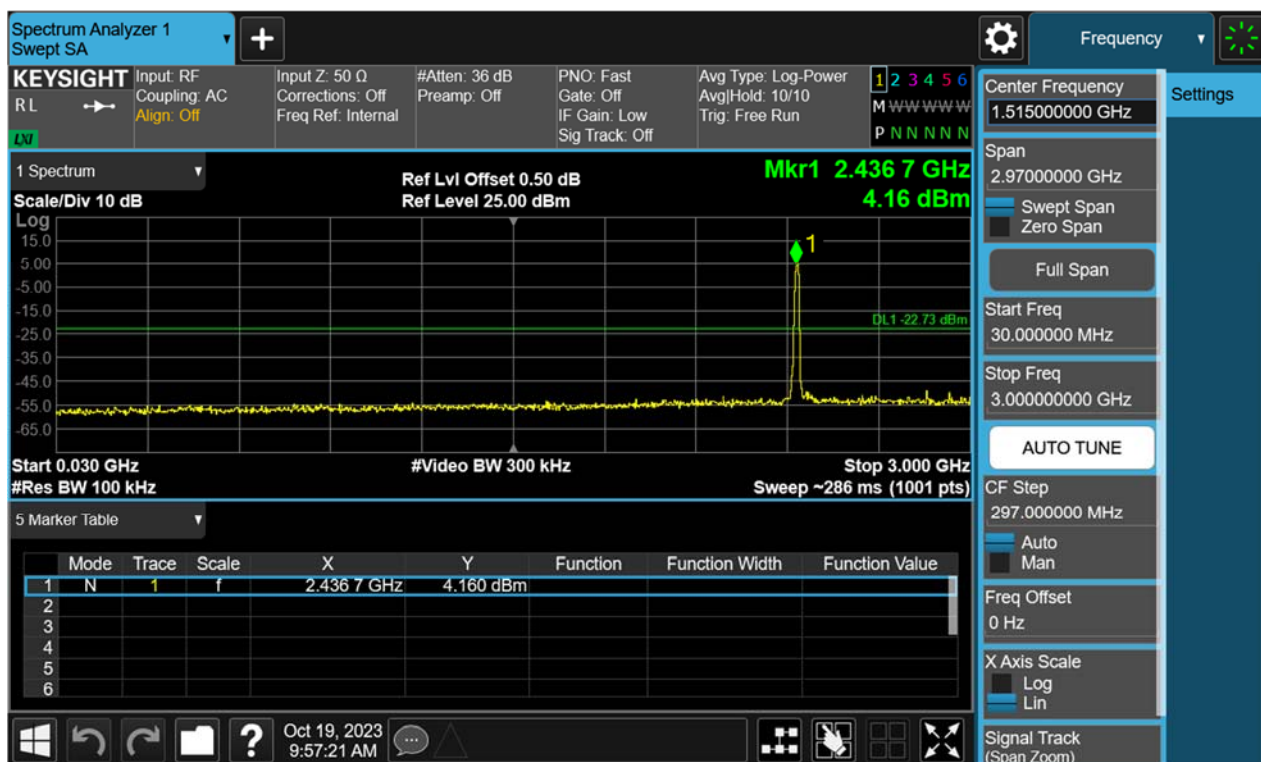 Spectrum Analyzer 1
Swept SA
+
Frequency
KEYSIGHT
R L
LXI
Input: RF
Coupling: AC
Align: Off
Input Z: 50 Ω
Corrections: Off
Freq Ref: Internal
#Atten: 36 dB
Preamp: Off
PNO: Fast
Gate: Off
IF Gain: Low
Sig Track: Off
Avg Type: Log-Power
Avg|Hold: 10/10
Trig: Free Run
1 2 3 4 5 6
M W W W W W
P N N N N N
1 Spectrum
Scale/Div 10 dB
Ref Lvl Offset 0.50 dB
Ref Level 25.00 dBm
Mkr1 2.436 7 GHz
4.16 dBm
Log
15.0
5.00
-5.00
-15.0
-25.0
-35.0
-45.0
-55.0
-65.0
1
DL1 -22.73 dBm
Start 0.030 GHz
#Res BW 100 kHz
#Video BW 300 kHz
Stop 3.000 GHz
Sweep ~286 ms (1001 pts)
5 Marker Table
Mode Trace Scale X Y Function Function Width Function Value
1 N 1 f 2.436 7 GHz 4.160 dBm
2
3
4
5
6
?
Oct 19, 2023
9:57:21 AM
Center Frequency
1.515000000 GHz
Span
2.97000000 GHz
Swept Span
Zero Span
Full Span
Start Freq
30.000000 MHz
Stop Freq
3.000000000 GHz
AUTO TUNE
CF Step
297.000000 MHz
Auto
Man
Freq Offset
0 Hz
X Axis Scale
Log
Lin
Signal Track
(Span Zoom)
Settings